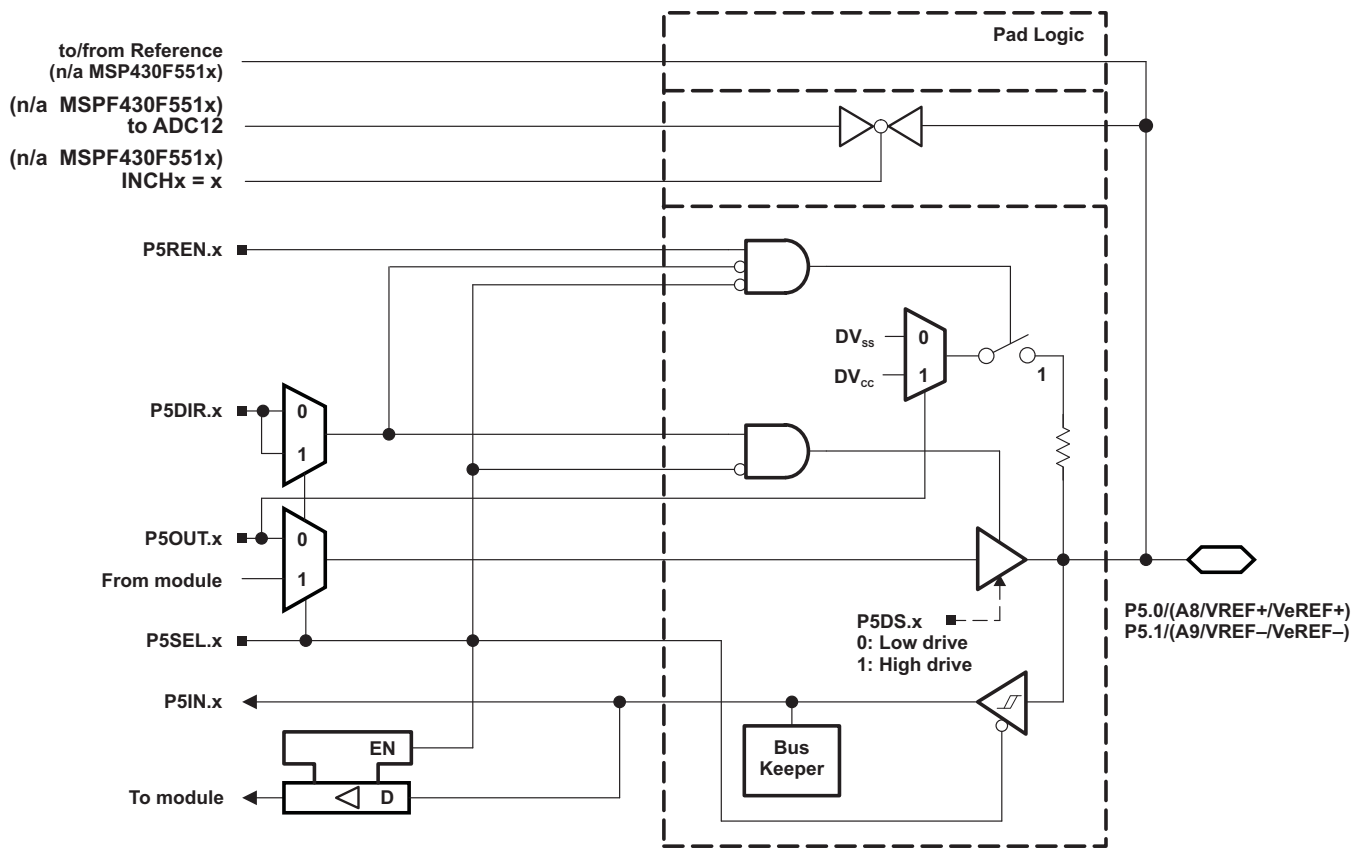 Pad Logic
to/from Reference
(n/a MSP430F551x)
(n/a MSPF430F551x)
to ADC12
(n/a MSPF430F551x)
INCHx = x
P5REN.x
DVSS
0
DVCC
1
1
P5DIR.x
0
1
P5OUT.x
0
From module
1
P5DS.x
0: Low drive
1: High drive
P5.0/(A8/VREF+/VeREF+)
P5.1/(A9/VREF–/VeREF–)
P5SEL.x
P5IN.x
Bus
Keeper
EN
To module
D